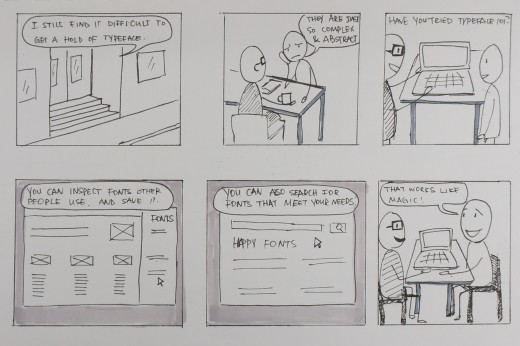 I STILL FIND IT DIFFICULT TO
GET A HOLD OF TYPEFACE.
THEY ARE JUST
SO COMPLEX
& ABSTRACT
HAVE YOU TRIED TYPEFACE 101?
YOU CAN INSPECT FONTS OTHER
PEOPLE USE, AND SAVE IT.
FONTS
YOU CAN ALSO SEARCH FOR
FONTS THAT MEET YOUR NEEDS
HAPPY FONTS
THAT WORKS LIKE
MAGIC!